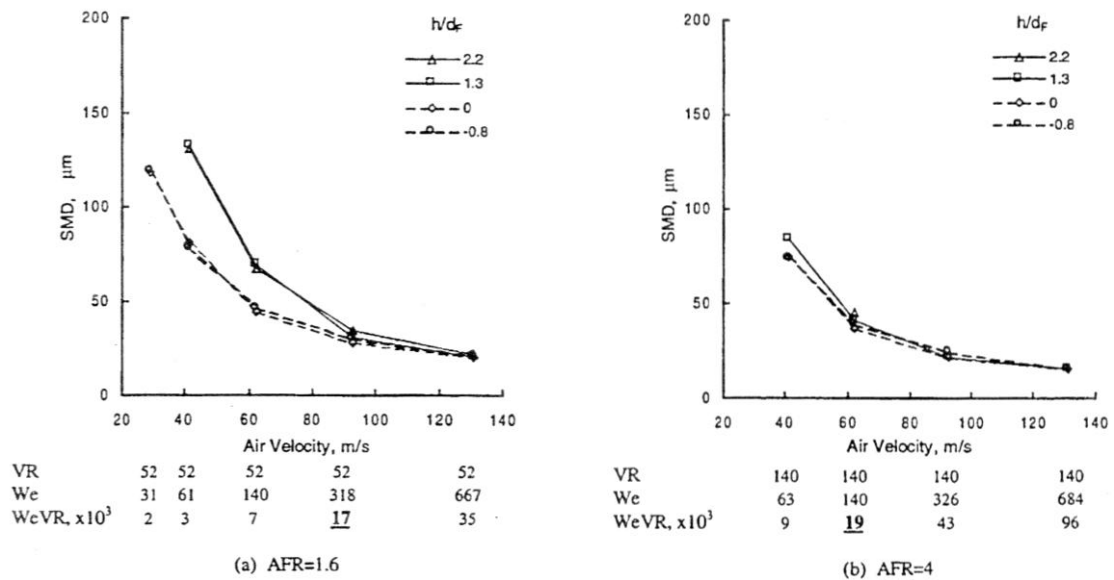 200
150
100
50
0
SMD, μm
h/dF
2.2
1.3
0
-0.8
20 40 60 80 100 120 140
Air Velocity, m/s
VR 52 52 52 52 52
We 31 61 140 318 667
WeVR, x10³ 2 3 7 17 35
(a) AFR=1.6
200
150
100
50
0
SMD, μm
h/dF
2.2
1.3
0
-0.8
20 40 60 80 100 120 140
Air Velocity, m/s
VR 140 140 140 140
We 63 140 326 684
WeVR, x10³ 9 19 43 96
(b) AFR=4